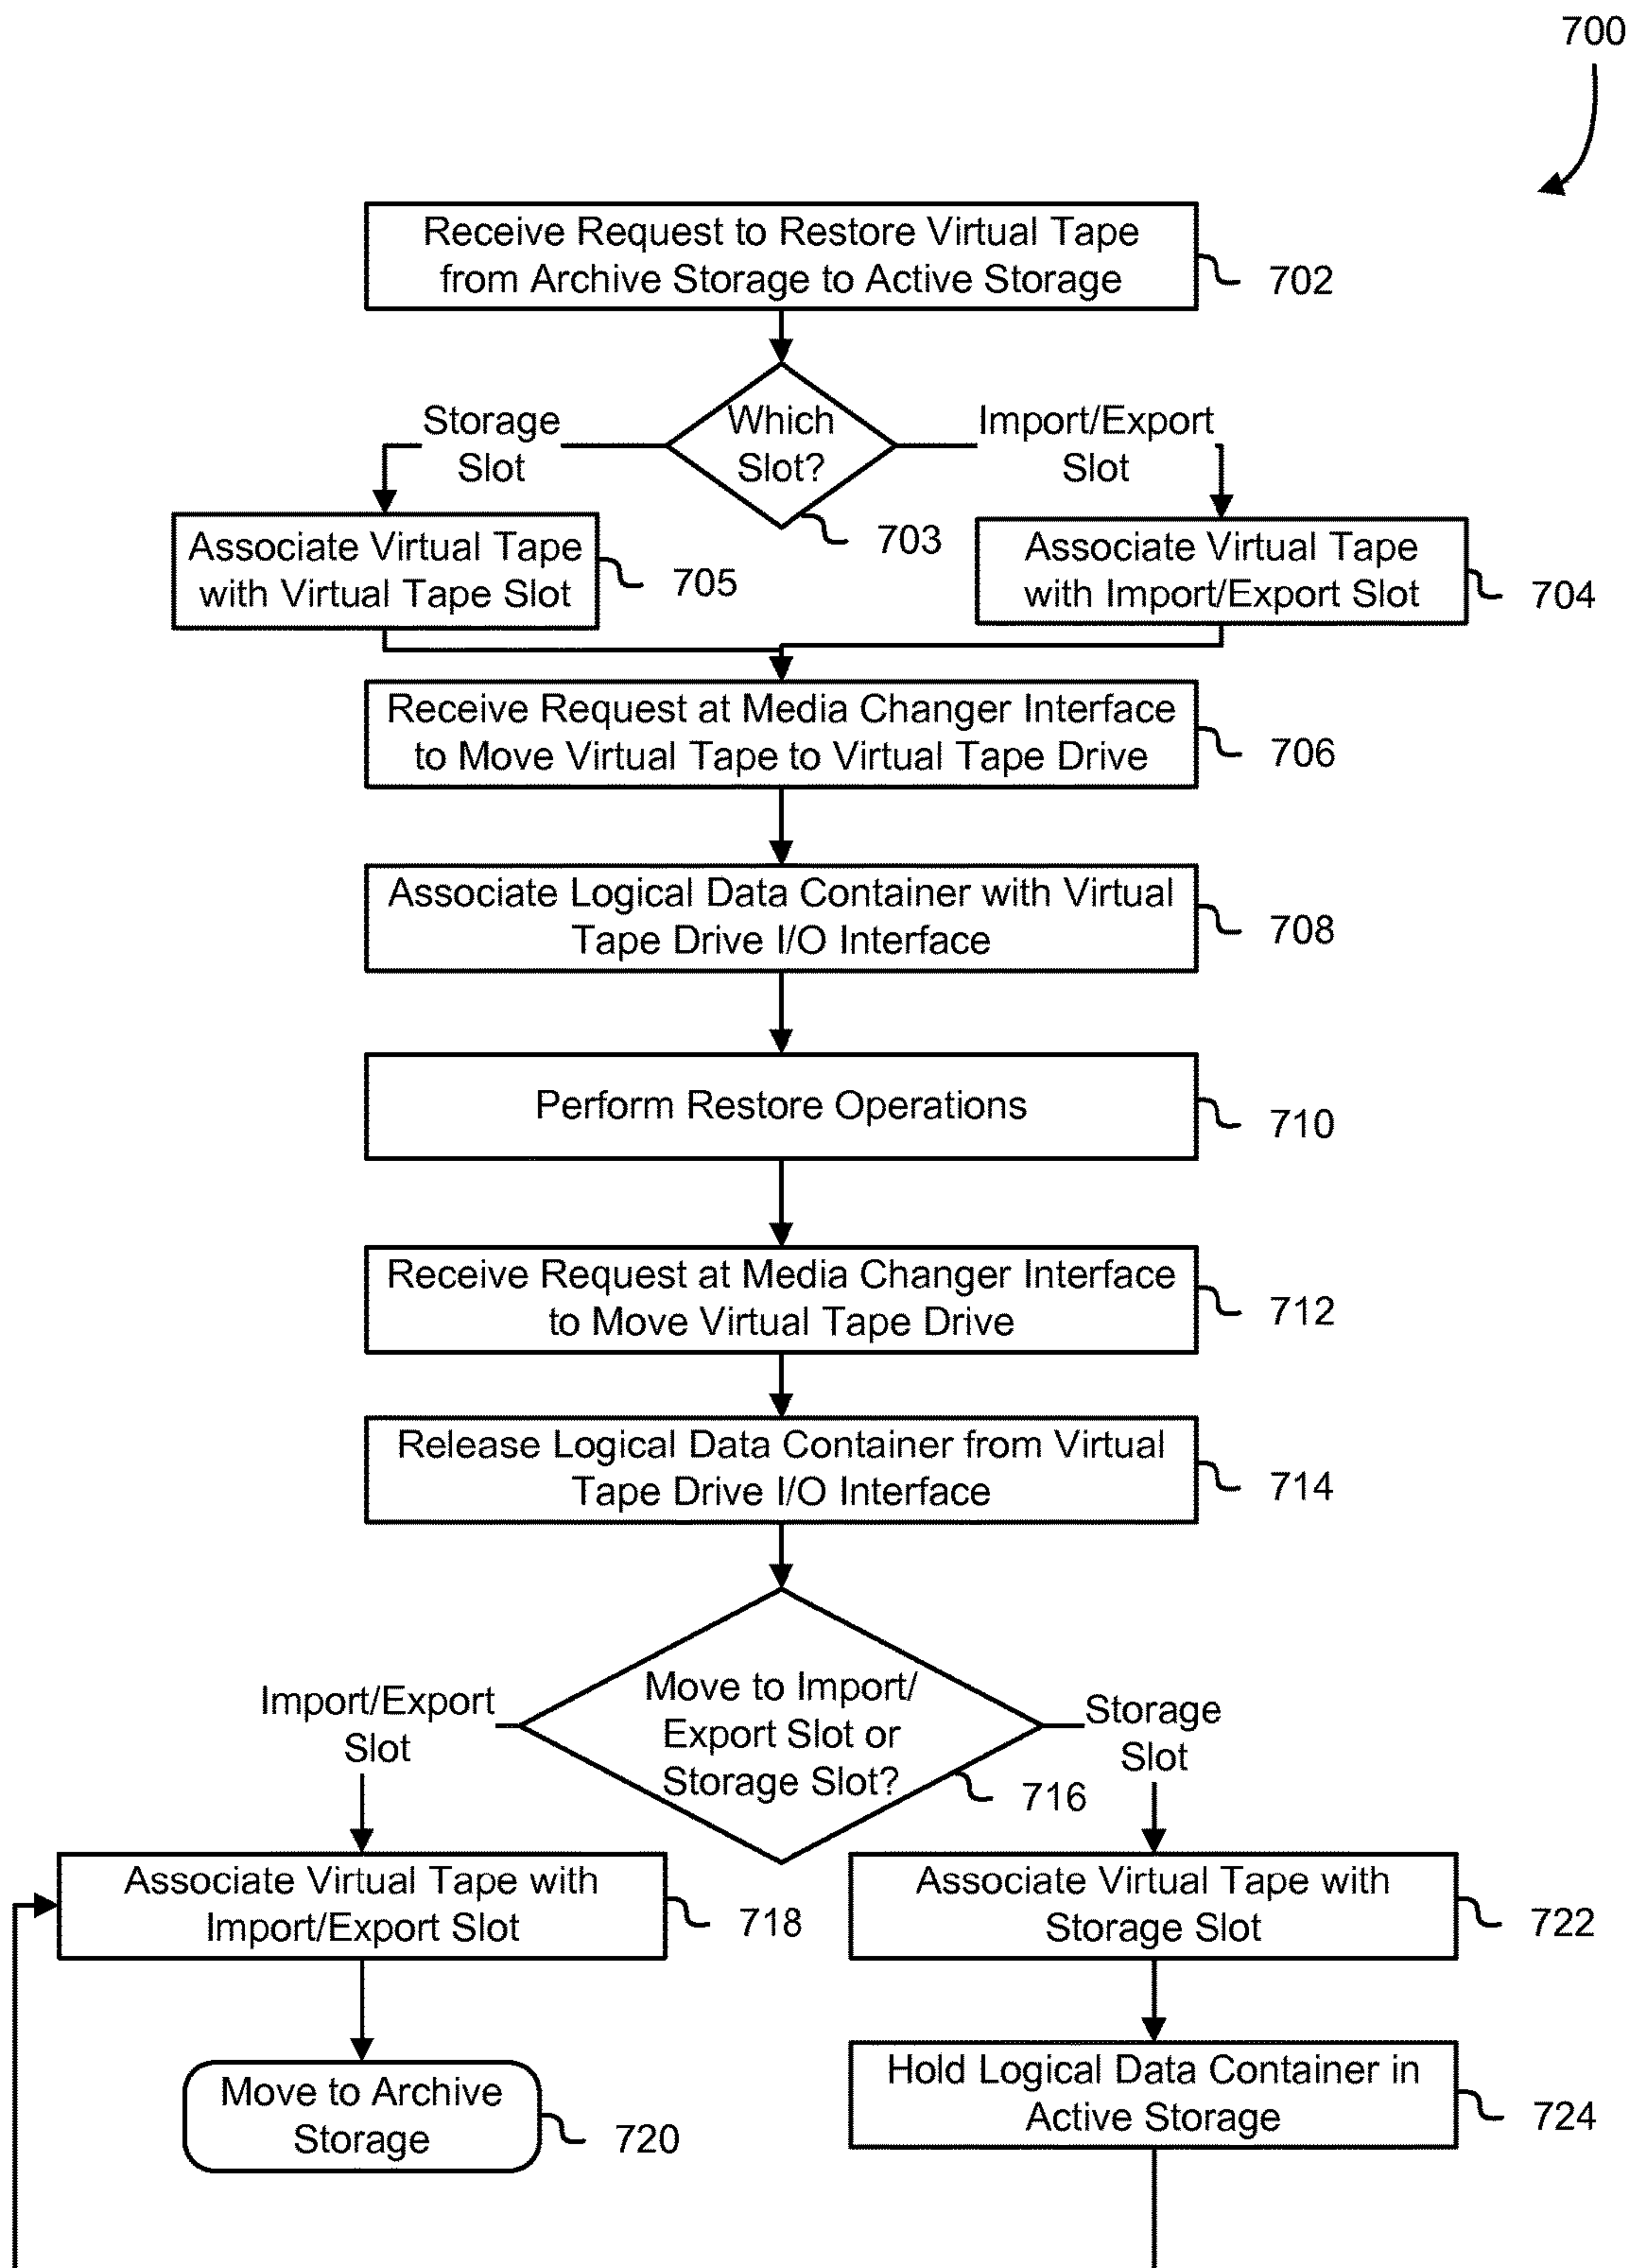 700
Receive Request to Restore Virtual Tape
from Archive Storage to Active Storage
702
Storage
Slot
Which
Slot?
Import/Export
Slot
703
Associate Virtual Tape
with Virtual Tape Slot
705
Associate Virtual Tape
with Import/Export Slot
704
Receive Request at Media Changer Interface
to Move Virtual Tape to Virtual Tape Drive
706
Associate Logical Data Container with Virtual
Tape Drive I/O Interface
708
Perform Restore Operations
710
Receive Request at Media Changer Interface
to Move Virtual Tape Drive
712
Release Logical Data Container from Virtual
Tape Drive I/O Interface
714
Import/Export
Slot
Move to Import/
Export Slot or
Storage Slot?
716
Storage
Slot
Associate Virtual Tape with
Import/Export Slot
718
Associate Virtual Tape with
Storage Slot
722
Move to Archive
Storage
720
Hold Logical Data Container in
Active Storage
724